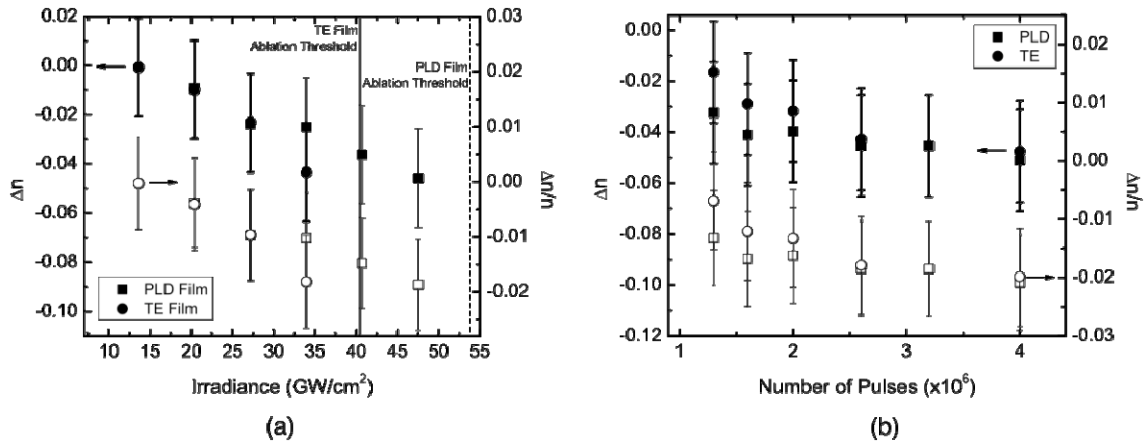 TE Film
Ablation Threshold
PLD Film
Ablation Threshold
0.00
-0.02
-0.04
-0.06
-0.08
-0.10
Δn
0.03
0.02
0.01
0.00
-0.01
-0.02
Δn/n
PLD Film
TE Film
10 15 20 25 30 35 40 45 50 55
Irradiance (GW/cm²)
(a)
0.00
-0.02
-0.04
-0.06
-0.08
-0.10
-0.12
Δn
PLD
TE
0.02
0.01
0.00
-0.01
-0.02
-0.03
Δn/n
1 2 3 4
Number of Pulses (x10⁶)
(b)